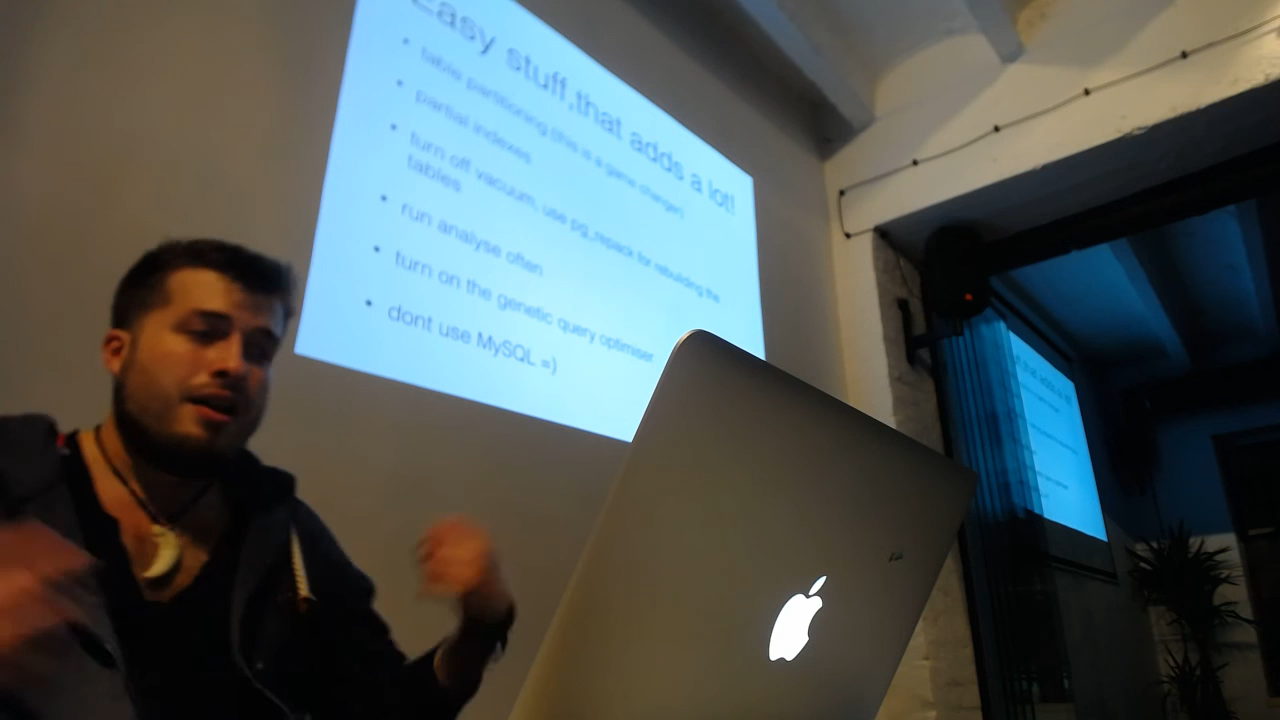 Easy stuff,that adds a lot!
• table partitioning (this is a game changer)
• partial indexes
• turn off vacuum, use pg_repack for rebuilding the
tables
• run analyse often
• turn on the genetic query optimiser
• dont use MySQL =)